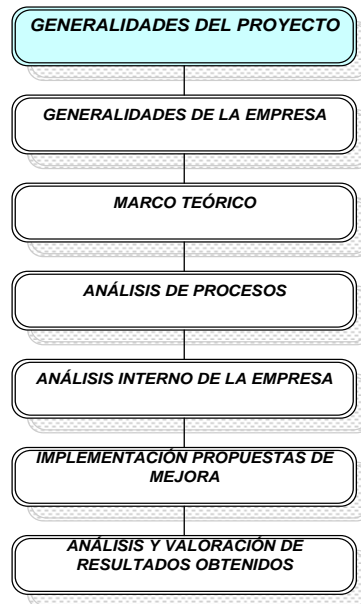 GENERALIDADES DEL PROYECTO
GENERALIDADES DE LA EMPRESA
MARCO TEÓRICO
ANÁLISIS DE PROCESOS
ANÁLISIS INTERNO DE LA EMPRESA
IMPLEMENTACIÓN PROPUESTAS DE
MEJORA
ANÁLISIS Y VALORACIÓN DE
RESULTADOS OBTENIDOS